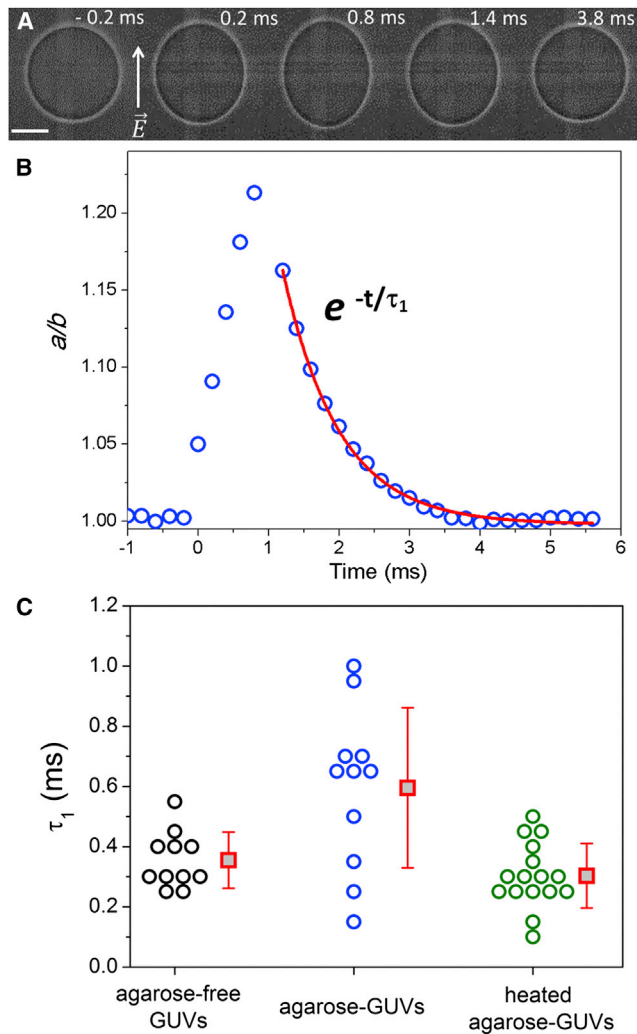 A
- 0.2 ms 0.2 ms 0.8 ms 1.4 ms 3.8 ms
E
B
a/b
1.20
1.15
1.10
1.05
1.00
e -t/τ1
-1 0 1 2 3 4 5 6
Time (ms)
C
τ1 (ms)
1.2
1.0
0.8
0.6
0.4
0.2
0.0
agarose-free GUVs
agarose-GUVs
heated agarose-GUVs